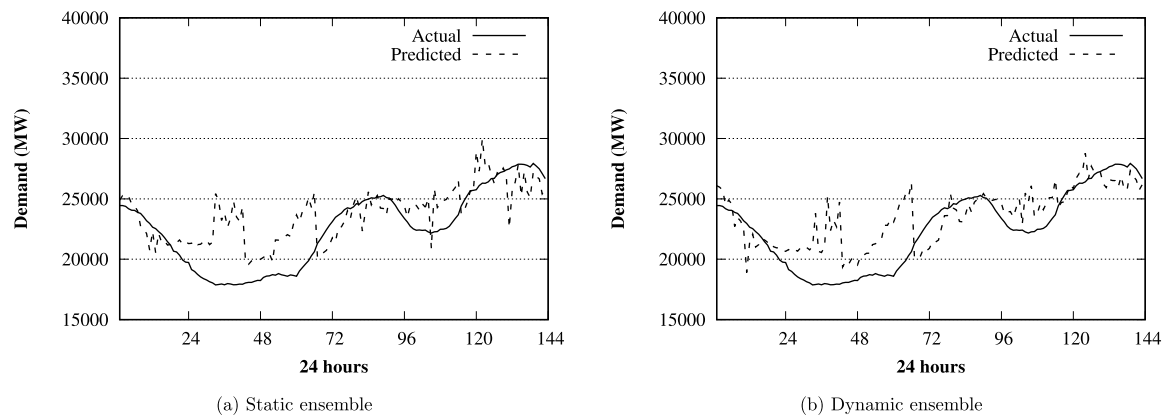 40000
35000
30000
25000
20000
15000
Demand (MW)
Actual
Predicted
24 48 72 96 120 144
24 hours
(a) Static ensemble
40000
35000
30000
25000
20000
15000
Demand (MW)
Actual
Predicted
24 48 72 96 120 144
24 hours
(b) Dynamic ensemble